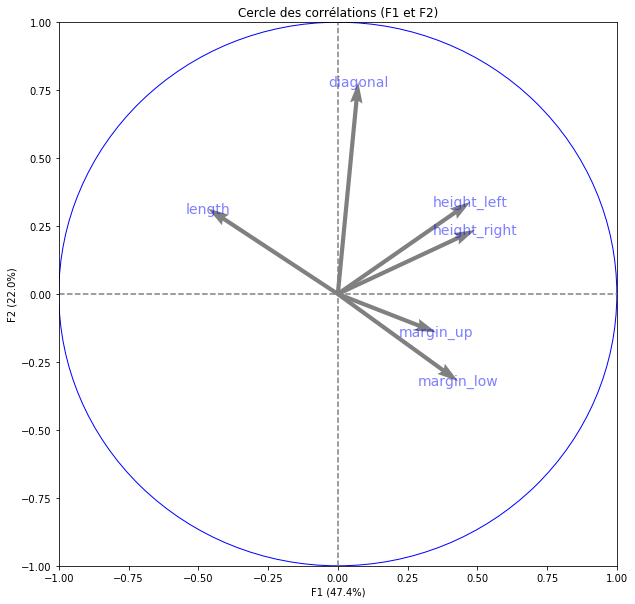 Cercle des corrélations (F1 et F2)
1.00
0.75
0.50
0.25
0.00
−0.25
−0.50
−0.75
−1.00
F2 (22.0%)
diagonal
length
height_left
height_right
margin_up
margin_low
−1.00 −0.75 −0.50 −0.25 0.00 0.25 0.50 0.75 1.00
F1 (47.4%)